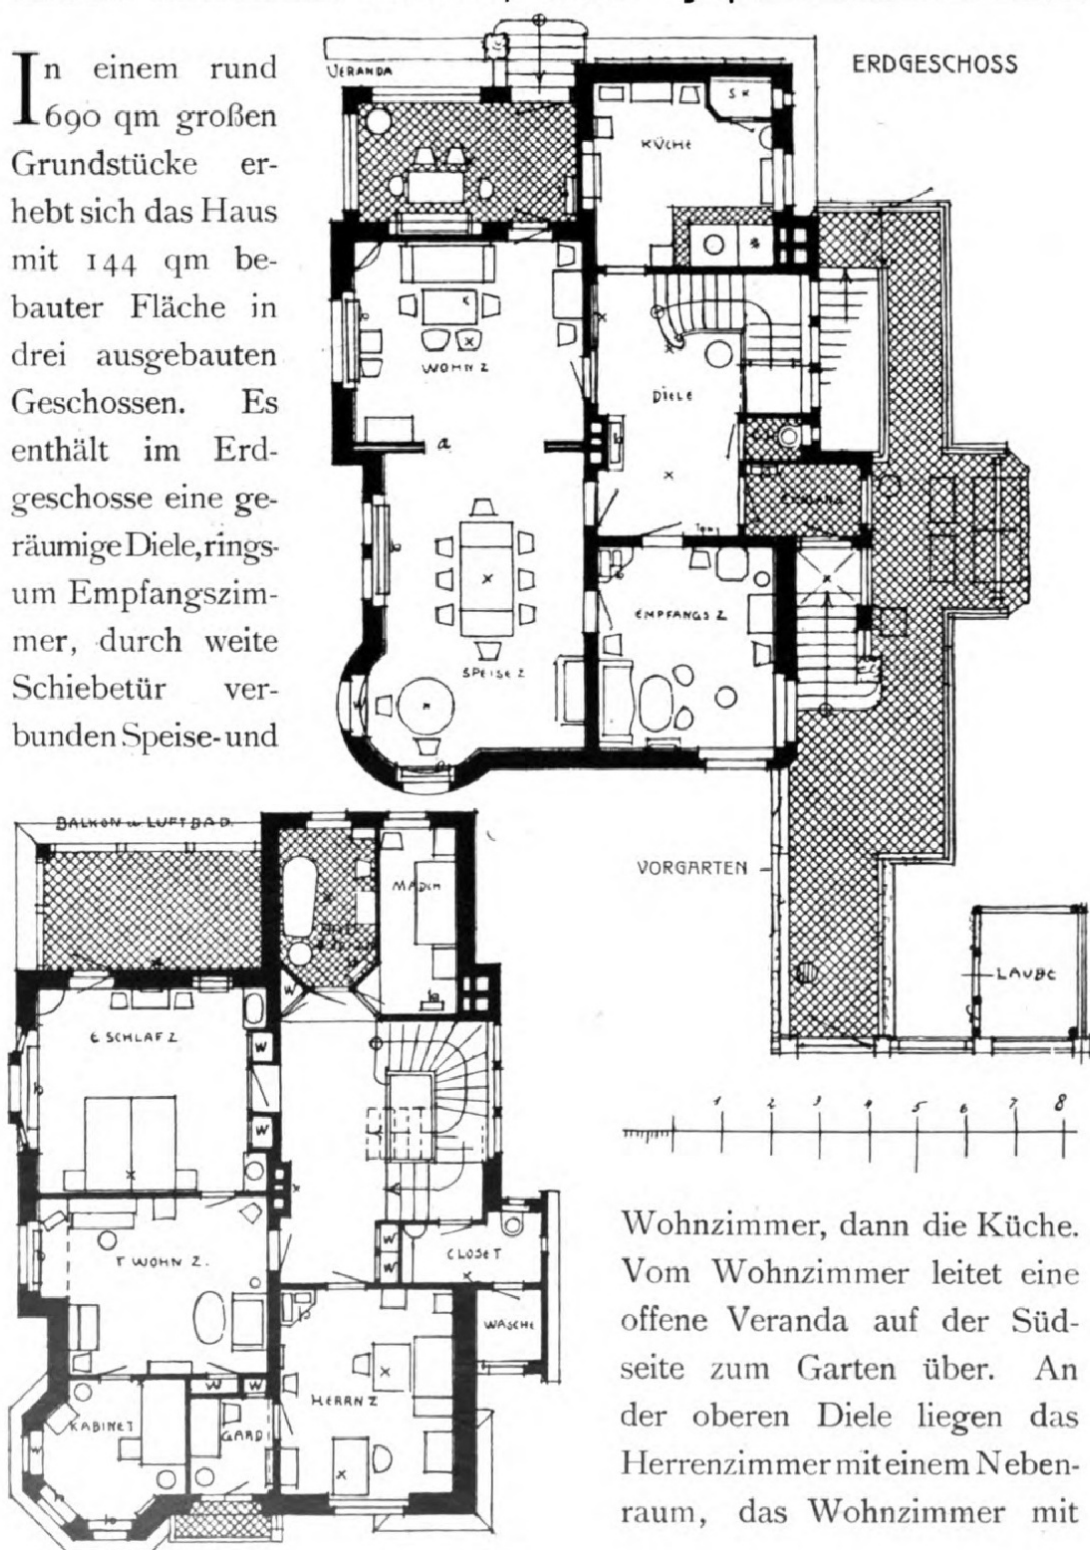 In einem rund
690 qm großen
Grundstücke er-
hebt sich das Haus
mit 144 qm be-
bauter Fläche in
drei ausgebauten
Geschossen. Es
enthält im Erd-
geschosse eine ge-
räumige Diele, rings-
um Empfangszim-
mer, durch weite
Schiebetür ver-
bunden Speise- und
ERDGESCHOSS
VERANDA
S.K
KÜCHE
WOHN Z
DIELE
a
EMPFANGS Z
SPEISE Z
VORGARTEN
LAUBE
BALKON u LUFTBAD.
MÄDCH
W
E SCHLAF Z
W
W
T WOHN Z.
W
W
CLOSET
WÄSCHE
W
W
HERRN Z
KABINET
GARD
1 2 3 4 5 6 7 8
Wohnzimmer, dann die Küche.
Vom Wohnzimmer leitet eine
offene Veranda auf der Süd-
seite zum Garten über. An
der oberen Diele liegen das
Herrenzimmer mit einem Neben-
raum, das Wohnzimmer mit